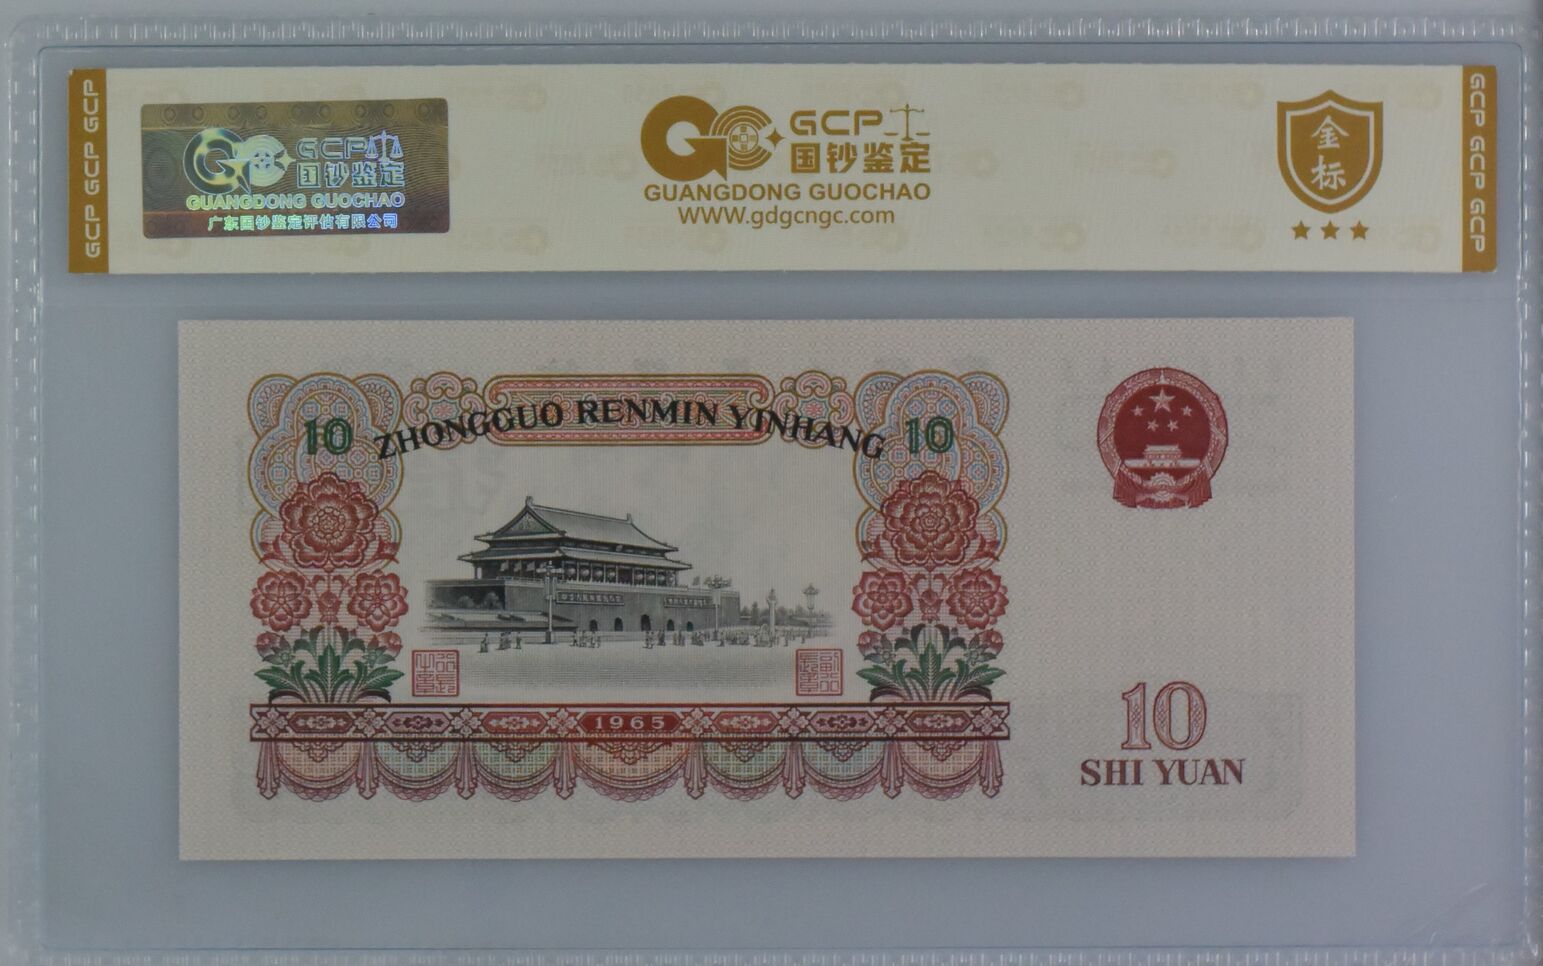 GCP GCP GCP
GCP
国钞鉴定
GUANGDONG GUOCHAO
广东国钞鉴定评估有限公司
GCP
国钞鉴定
GUANGDONG GUOCHAO
WWW.gdgcngc.com
金标
GCP GCP GCP
10 ZHONGGUO RENMIN YINHANG 10
1965
10
SHI YUAN